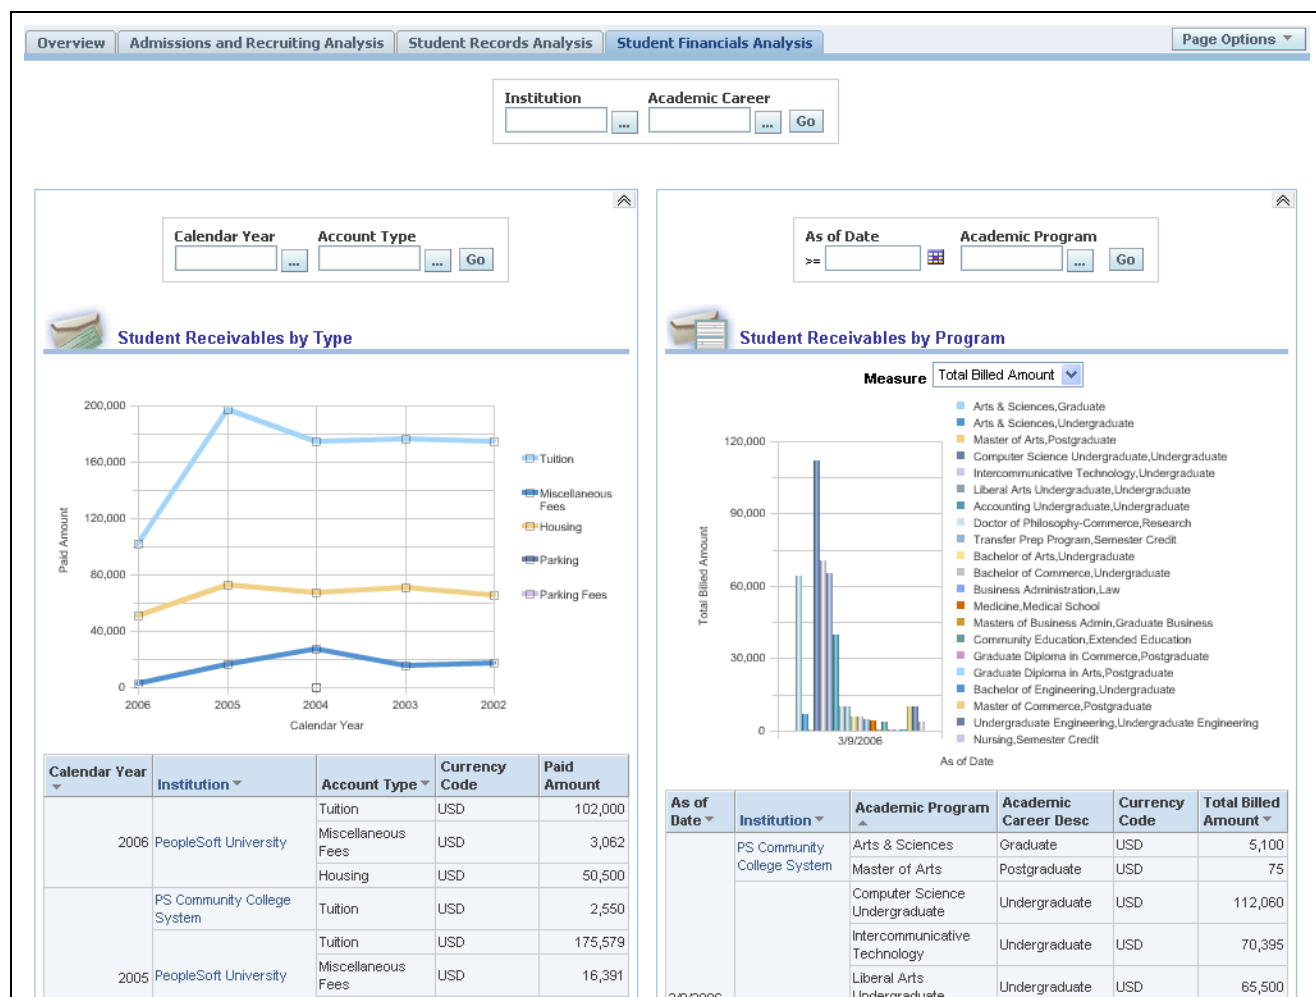 Overview Admissions and Recruiting Analysis Student Records Analysis Student Financials Analysis Page Options
Institution Academic Career
... ... Go
Calendar Year Account Type
... ... Go
Student Receivables by Type
200,000
160,000
120,000
80,000
40,000
0
Paid Amount
2006 2005 2004 2003 2002
Calendar Year
Tuition
Miscellaneous
Fees
Housing
Parking
Parking Fees
Calendar Year Institution Account Type Currency Code Paid Amount
2006 PeopleSoft University Tuition USD 102,000
Miscellaneous Fees USD 3,062
Housing USD 50,500
2005 PS Community College System Tuition USD 2,550
PeopleSoft University Tuition USD 175,579
Miscellaneous Fees USD 16,391
As of Date Academic Program
>= ... Go
Student Receivables by Program
Measure Total Billed Amount
120,000
90,000
60,000
30,000
0
Total Billed Amount
3/9/2006
As of Date
Arts & Sciences,Graduate
Arts & Sciences,Undergraduate
Master of Arts,Postgraduate
Computer Science Undergraduate,Undergraduate
Intercommunicative Technology,Undergraduate
Liberal Arts Undergraduate,Undergraduate
Accounting Undergraduate,Undergraduate
Doctor of Philosophy-Commerce,Research
Transfer Prep Program,Semester Credit
Bachelor of Arts,Undergraduate
Bachelor of Commerce,Undergraduate
Business Administration,Law
Medicine,Medical School
Masters of Business Admin,Graduate Business
Community Education,Extended Education
Graduate Diploma in Commerce,Postgraduate
Graduate Diploma in Arts,Postgraduate
Bachelor of Engineering,Undergraduate
Master of Commerce,Postgraduate
Undergraduate Engineering,Undergraduate Engineering
Nursing,Semester Credit
As of Date Institution Academic Program Academic Career Desc Currency Code Total Billed Amount
PS Community College System Arts & Sciences Graduate USD 5,100
Master of Arts Postgraduate USD 75
Computer Science Undergraduate Undergraduate USD 112,060
Intercommunicative Technology Undergraduate USD 70,395
Liberal Arts Undergraduate Undergraduate USD 65,500